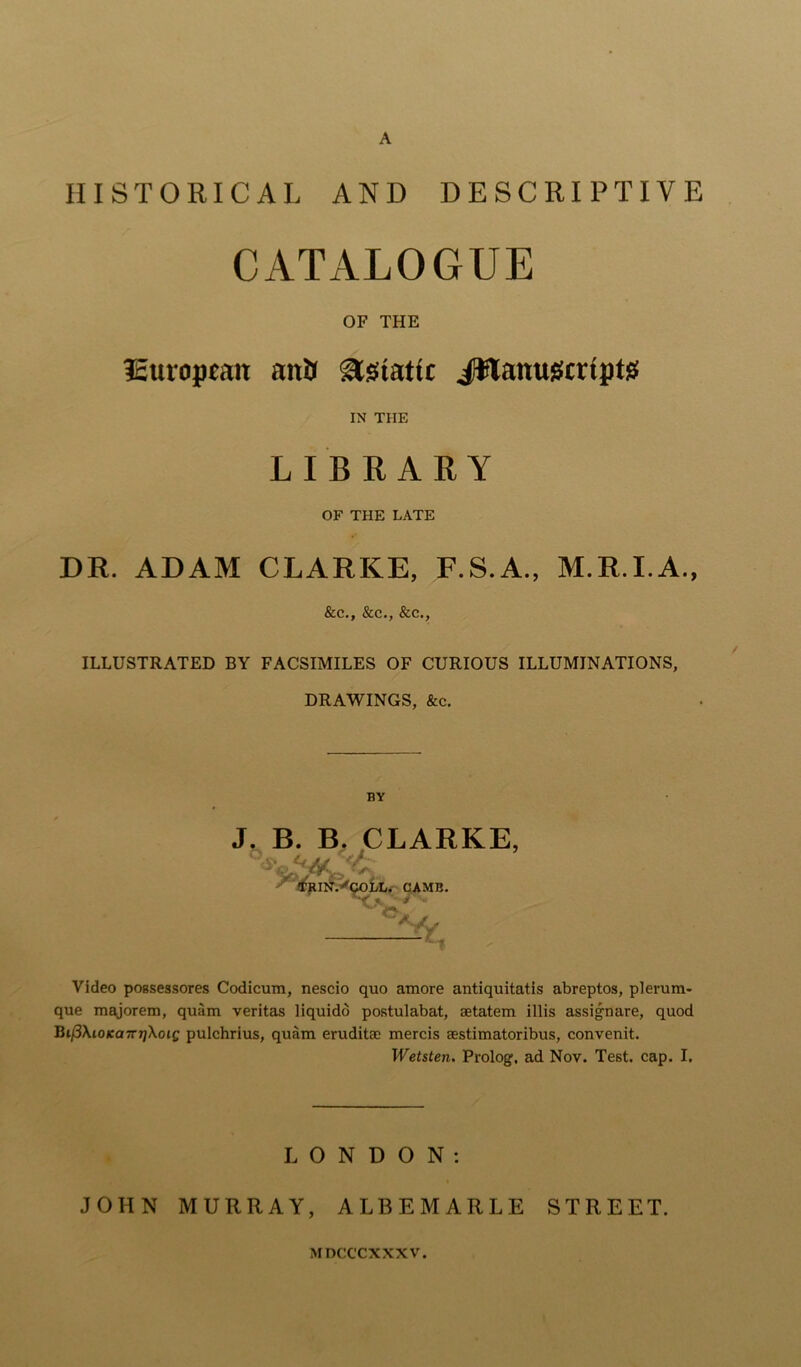 A
HISTORICAL AND DESCRIPTIVE
CATALOGUE
OF THE
European and Asiatic Manuscripts
IN THE
LIBRARY
OF THE LATE
DR. ADAM CLARKE, F.S.A., M.R.I.A.,
&c., &c., &c.,
ILLUSTRATED BY FACSIMILES OF CURIOUS ILLUMINATIONS,
DRAWINGS, &c.
BY
J. B. B. CLARKE,
TRIN. COLL. CAMB.
Video possessores Codicum, nescio quo amore antiquitatis abreptos, plerum-
que majorem, quàm veritas liquidò postulabat, ætatem illis assignare, quod
Βιβλιοκαπηλοις pulchrius, quàm eruditæ mercis æstimatoribus, convenit.
Wetsten. Prolog. ad Nov. Test. cap. I.
LONDON:
JOHN MURRAY, ALBEMARLE STREET.
MDCCCXXXV.